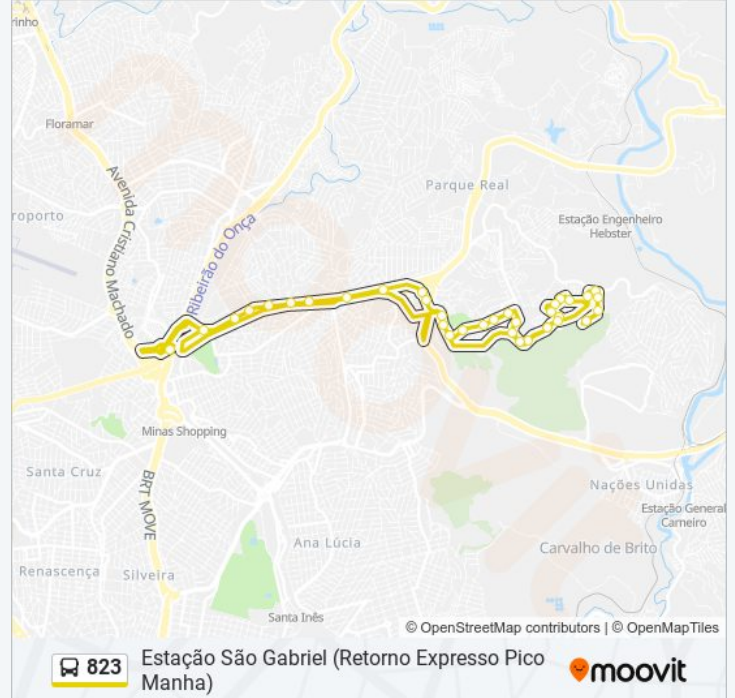 rinho
Floramar
Avenida Cristiano Machado
Parque Real
roporto
Ribeirão do Onça
Estação Engenheiro
Hebster
Minas Shopping
Santa Cruz
BRT MOVE
Nações Unidas
Estação General
Carneiro
Ana Lúcia
Carvalho de Brito
Renascença
Silveira
Santa Inês
© OpenStreetMap contributors | © OpenMapTiles
823
Estação São Gabriel (Retorno Expresso Pico
Manha)
moovit